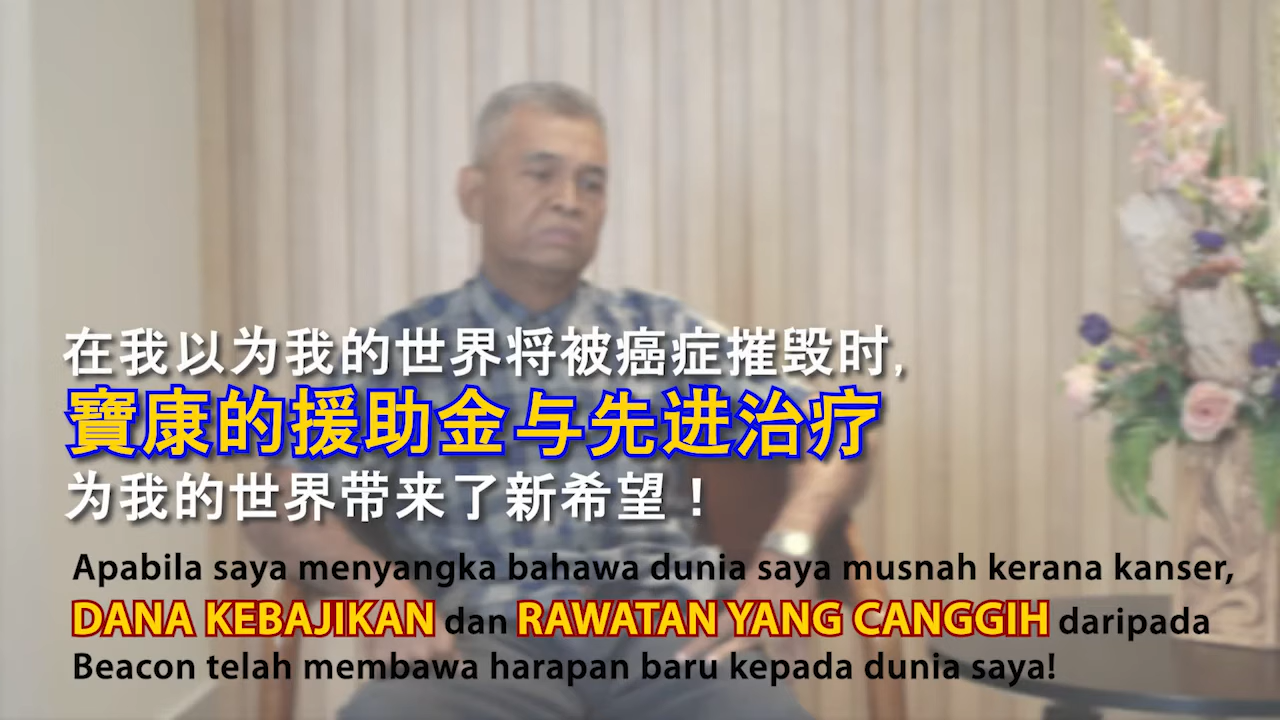 在我以为我的世界将被癌症摧毁时,
寶康的援助金与先进治疗
为我的世界带来了新希望！
Apabila saya menyangka bahawa dunia saya musnah kerana kanser,
DANA KEBAJIKAN dan RAWATAN YANG CANGGIH daripada
Beacon telah membawa harapan baru kepada dunia saya!